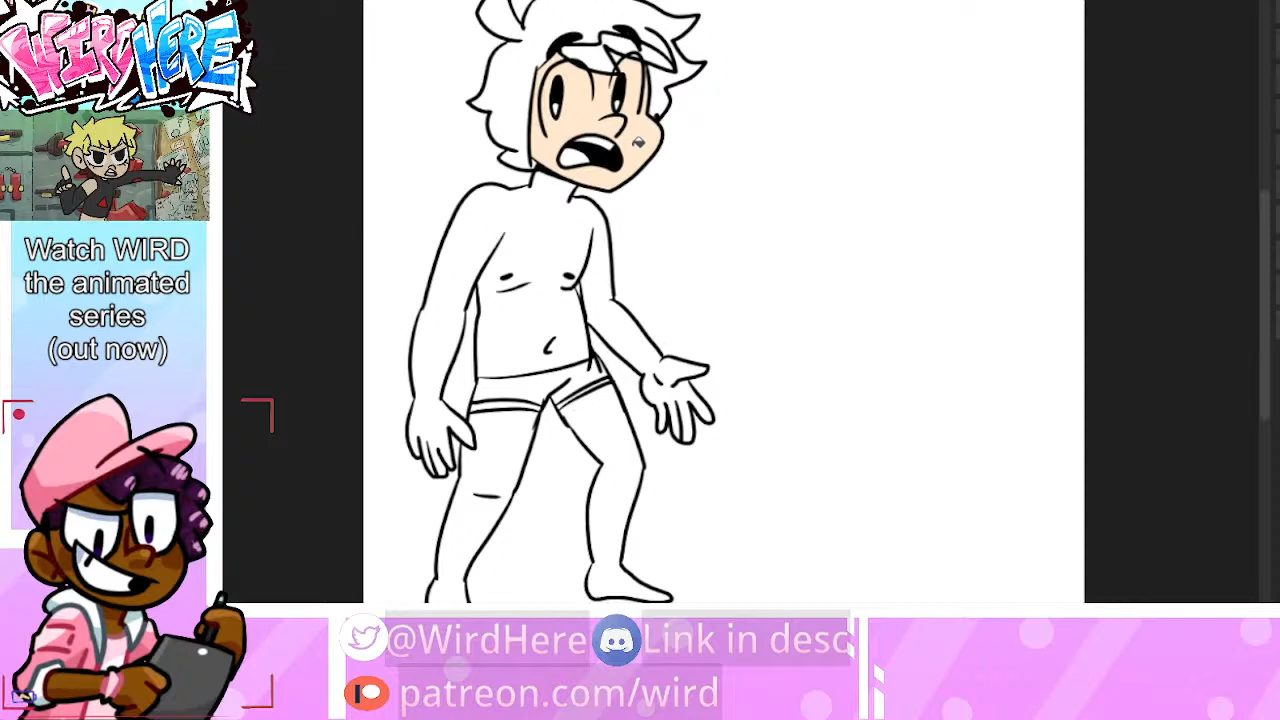 WIRDHERE
Watch WIRD
the animated
series
(out now)
@WirdHere
Link in desc
patreon.com/wird